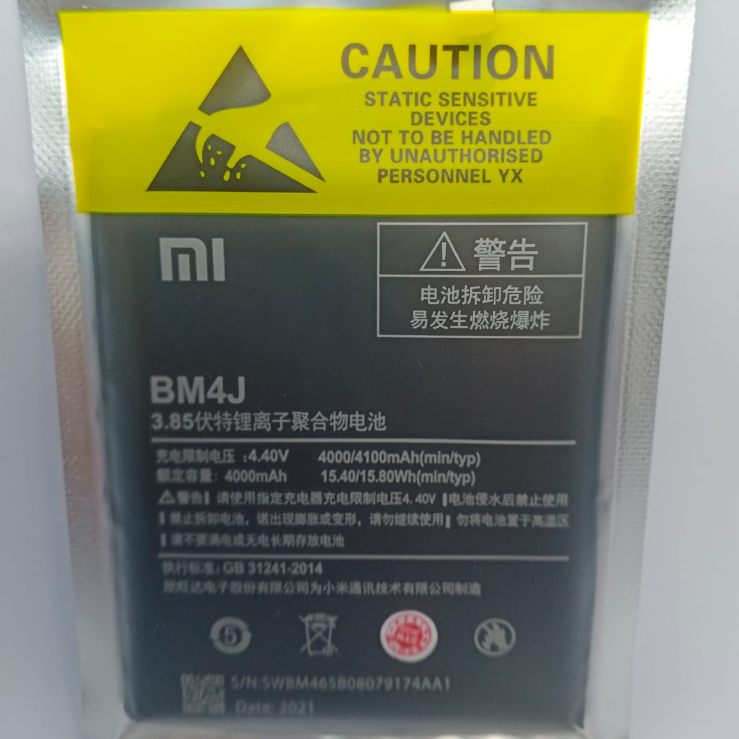 CAUTION
STATIC SENSITIVE
DEVICES
NOT TO BE HANDLED
BY UNAUTHORISED
PERSONNEL YX
mi
警告
电池拆卸危险
易发生燃烧爆炸
BM4J
3.85伏特锂离子聚合物电池
充电限制电压：4.40V 4000/4100mAh(min/typ)
额定容量：4000mAh 15.40/15.80Wh(min/typ)
警告 请使用指定充电器充电限制电压4.40V 电池侵水后禁止使用
禁止拆卸电池，诺出现膨胀或变形，请勿继续使用 勿将电池置于高温区
请不要满电或无电长期存放电池
执行标准：GB 31241-2014
欣旺达电子股份有限公司为小米通讯技术有限公司制造
5
S/N:SWBM465B08079174AA1
Date: 2021